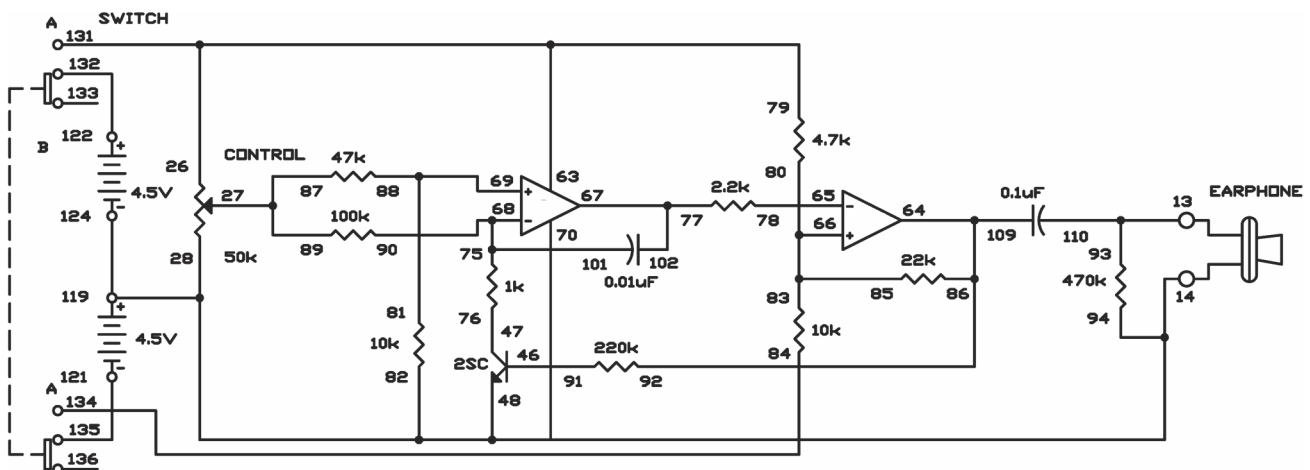 A SWITCH
131
132
133
B 122
+
4.5V
-
124
119
+
4.5V
-
121
A
134
135
136
26
27
28
50k
CONTROL
47k
87 88
100k
89 90
81
10k
82
69 +
68 -
63
67
70
75
1k
76
101 102
0.01uF
47
2SC
46
48
220k
91 92
2.2k
77 78
79
4.7k
80
65 -
66 +
64
22k
85 86
83
10k
84
0.1uF
109 110
93
470k
94
13
14
EARPHONE